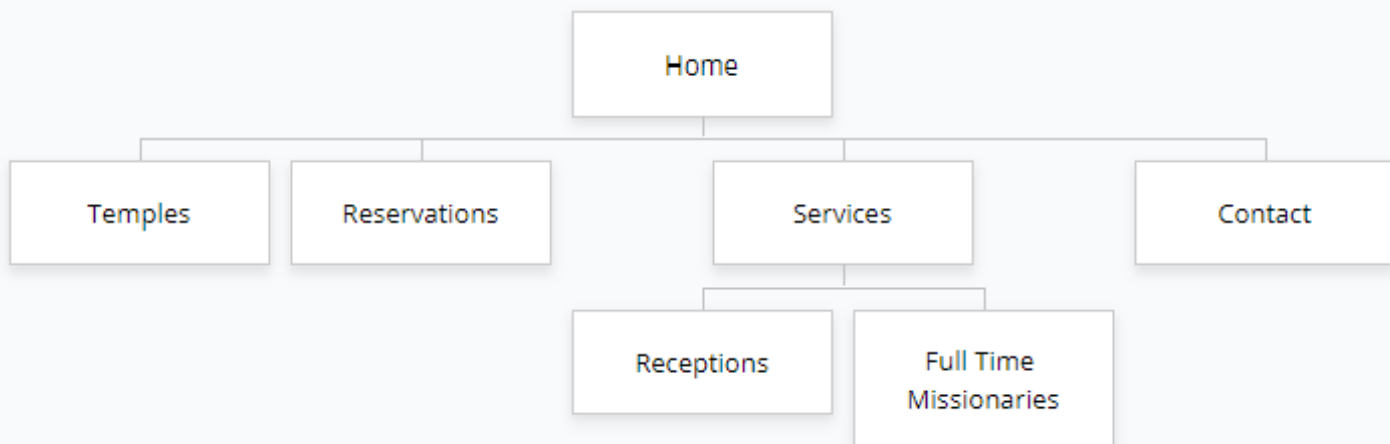 Home
Temples
Reservations
Services
Contact
Receptions
Full Time
Missionaries